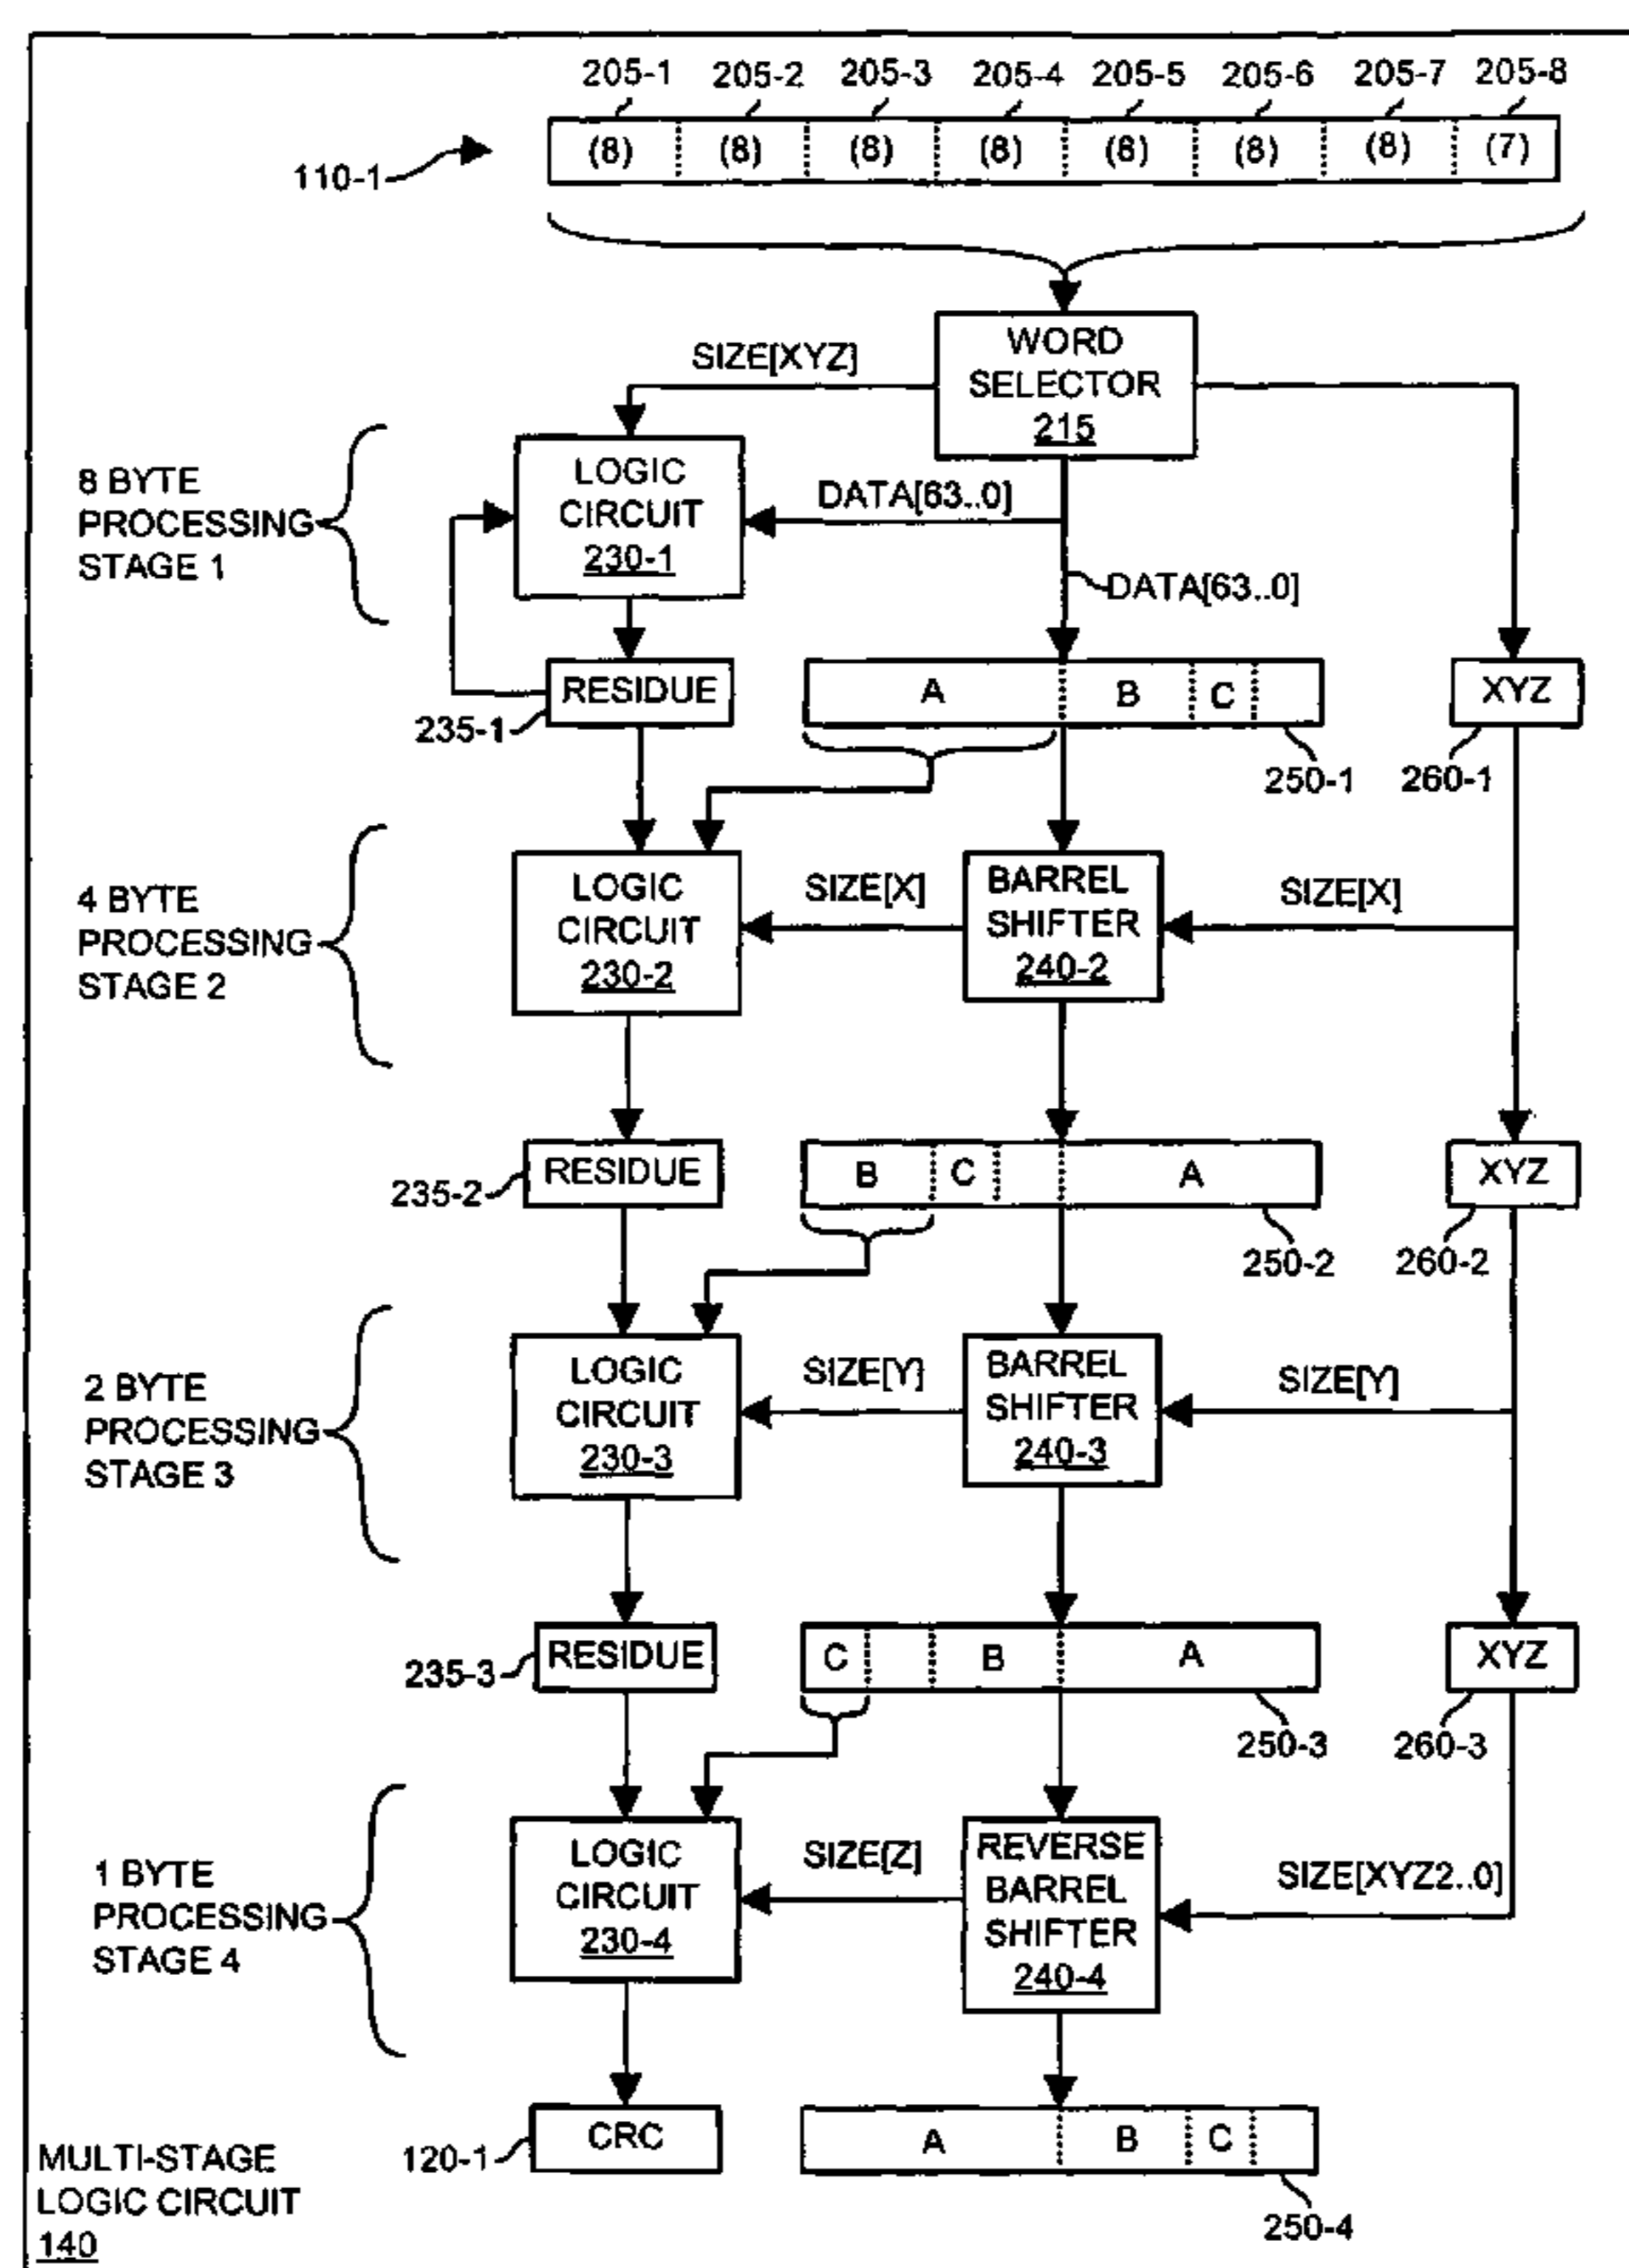 205-1 205-2 205-3 205-4 205-5 205-6 205-7 205-8
110-1 (8) (8) (8) (8) (8) (8) (8) (7)
WORD
SELECTOR
215
SIZE[XYZ]
8 BYTE
PROCESSING
STAGE 1
LOGIC
CIRCUIT
230-1
DATA[63..0]
DATA[63..0]
RESIDUE
235-1
A B C
250-1
XYZ
260-1
4 BYTE
PROCESSING
STAGE 2
LOGIC
CIRCUIT
230-2
SIZE[X]
BARREL
SHIFTER
240-2
SIZE[X]
RESIDUE
235-2
B C A
250-2
XYZ
260-2
2 BYTE
PROCESSING
STAGE 3
LOGIC
CIRCUIT
230-3
SIZE[Y]
BARREL
SHIFTER
240-3
SIZE[Y]
RESIDUE
235-3
C B A
250-3
XYZ
260-3
1 BYTE
PROCESSING
STAGE 4
LOGIC
CIRCUIT
230-4
SIZE[Z]
REVERSE
BARREL
SHIFTER
240-4
SIZE[XYZ2..0]
CRC
120-1
A B C
250-4
MULTI-STAGE
LOGIC CIRCUIT
140